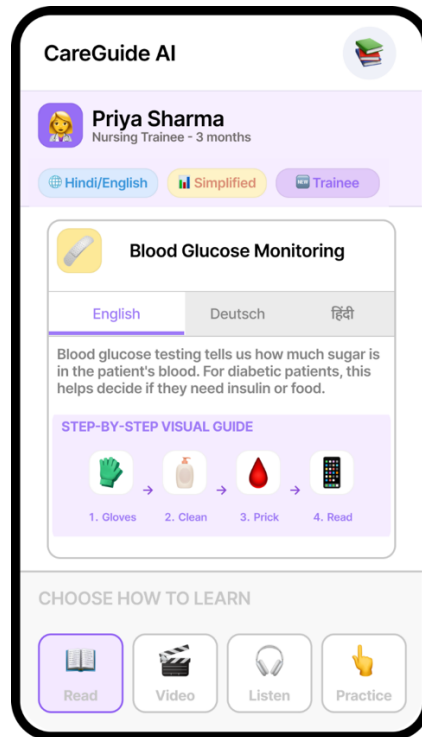 CareGuide AI
Priya Sharma
Nursing Trainee - 3 months
Hindi/English
Simplified
Trainee
Blood Glucose Monitoring
English
Deutsch
हिंदी
Blood glucose testing tells us how much sugar is
in the patient's blood. For diabetic patients, this
helps decide if they need insulin or food.
STEP-BY-STEP VISUAL GUIDE
1. Gloves
2. Clean
3. Prick
4. Read
CHOOSE HOW TO LEARN
Read
Video
Listen
Practice